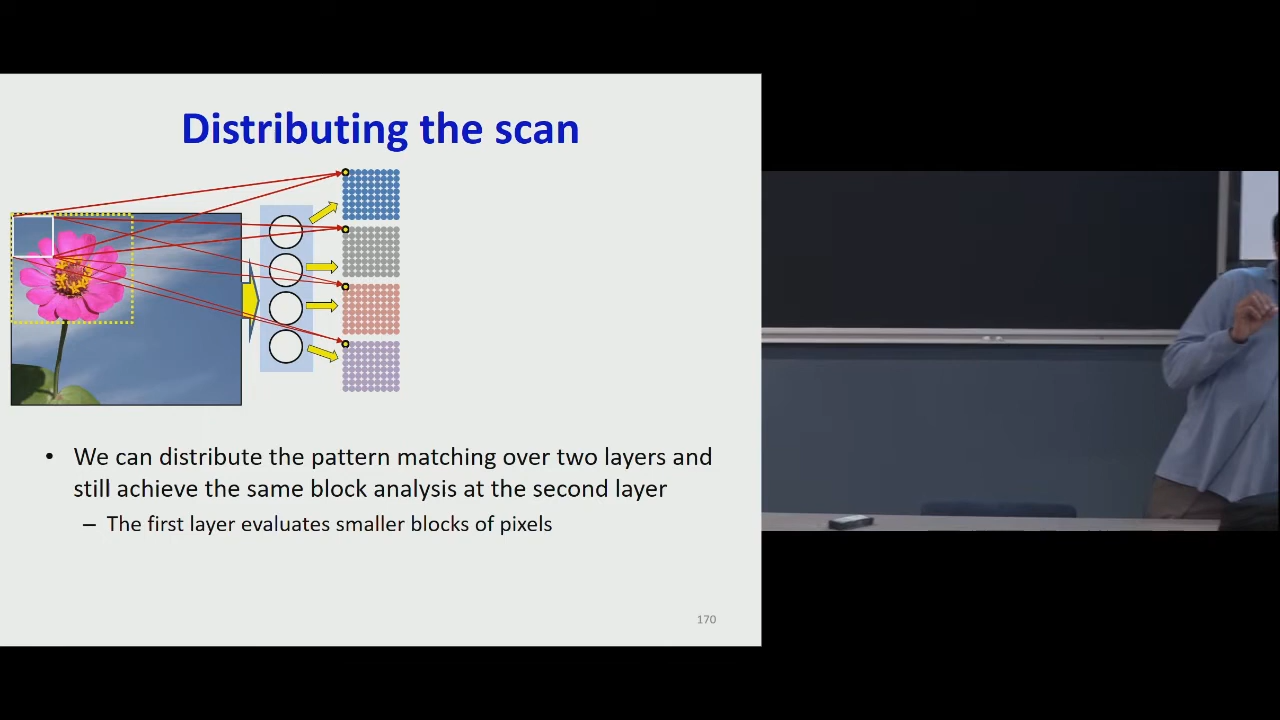 Distributing the scan
• We can distribute the pattern matching over two layers and
still achieve the same block analysis at the second layer
– The first layer evaluates smaller blocks of pixels
170